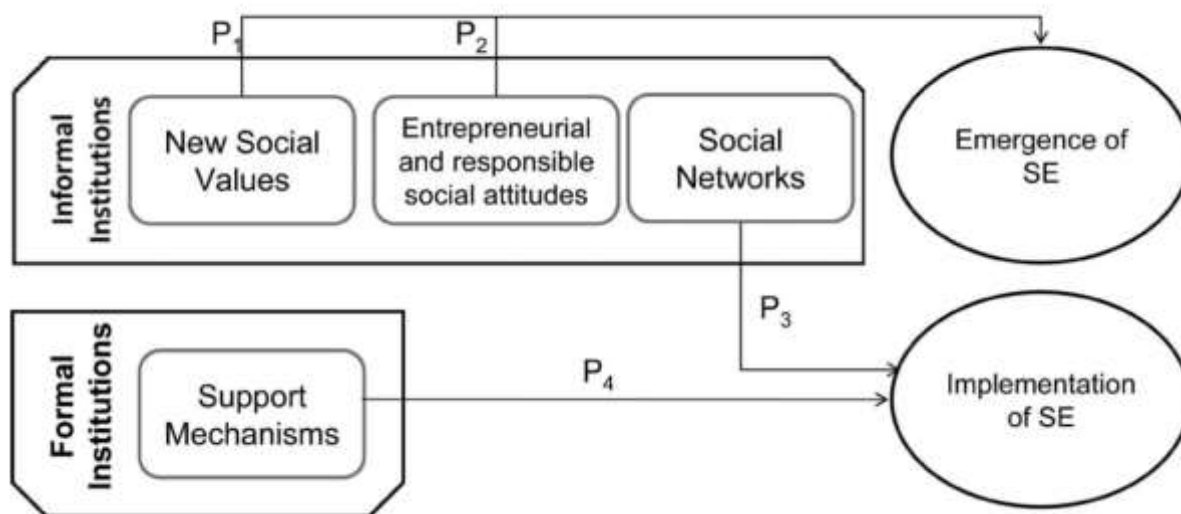 P1
P2
Informal
Institutions
New Social
Values
Entrepreneurial
and responsible
social attitudes
Social
Networks
Emergence of
SE
P3
Formal
Institutions
Support
Mechanisms
P4
Implementation
of SE